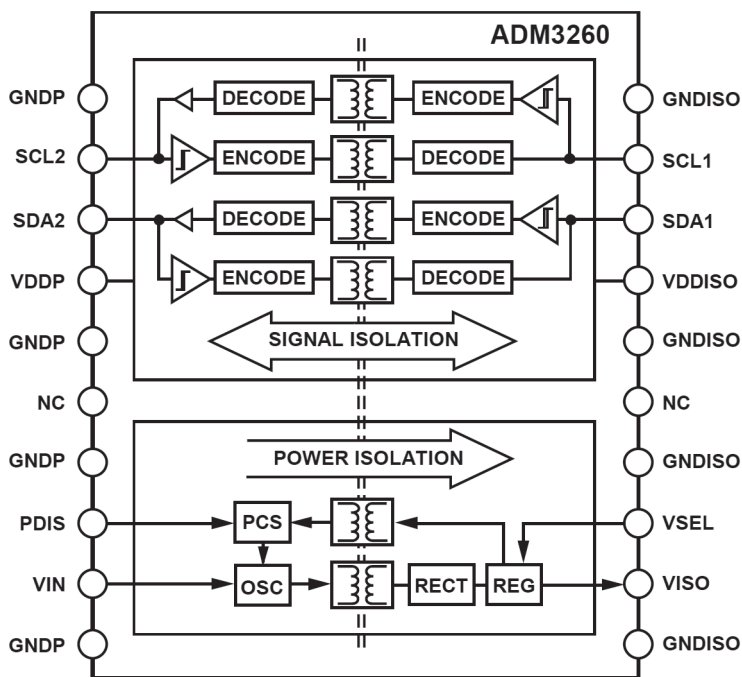 ADM3260
GNDP
DECODE
ENCODE
GNDISO
SCL2
ENCODE
DECODE
SCL1
SDA2
DECODE
ENCODE
SDA1
VDDP
ENCODE
DECODE
VDDISO
GNDP
SIGNAL ISOLATION
GNDISO
NC
NC
GNDP
POWER ISOLATION
GNDISO
PDIS
PCS
VSEL
VIN
OSC
RECT
REG
VISO
GNDP
GNDISO